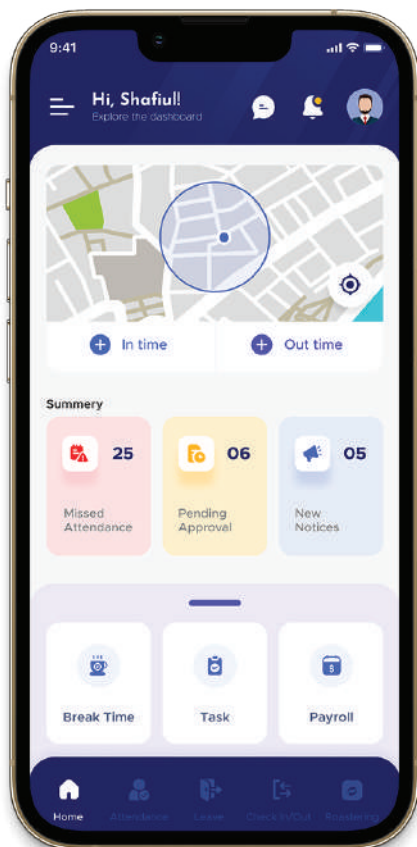 9:41
Hi, Shafiul!
Explore the dashboard
In time
Out time
Summery
25
06
05
Missed
Attendance
Pending
Approval
New
Notices
Break Time
Task
Payroll
Home
Attendance
Leave
Check In/Out
Roastering